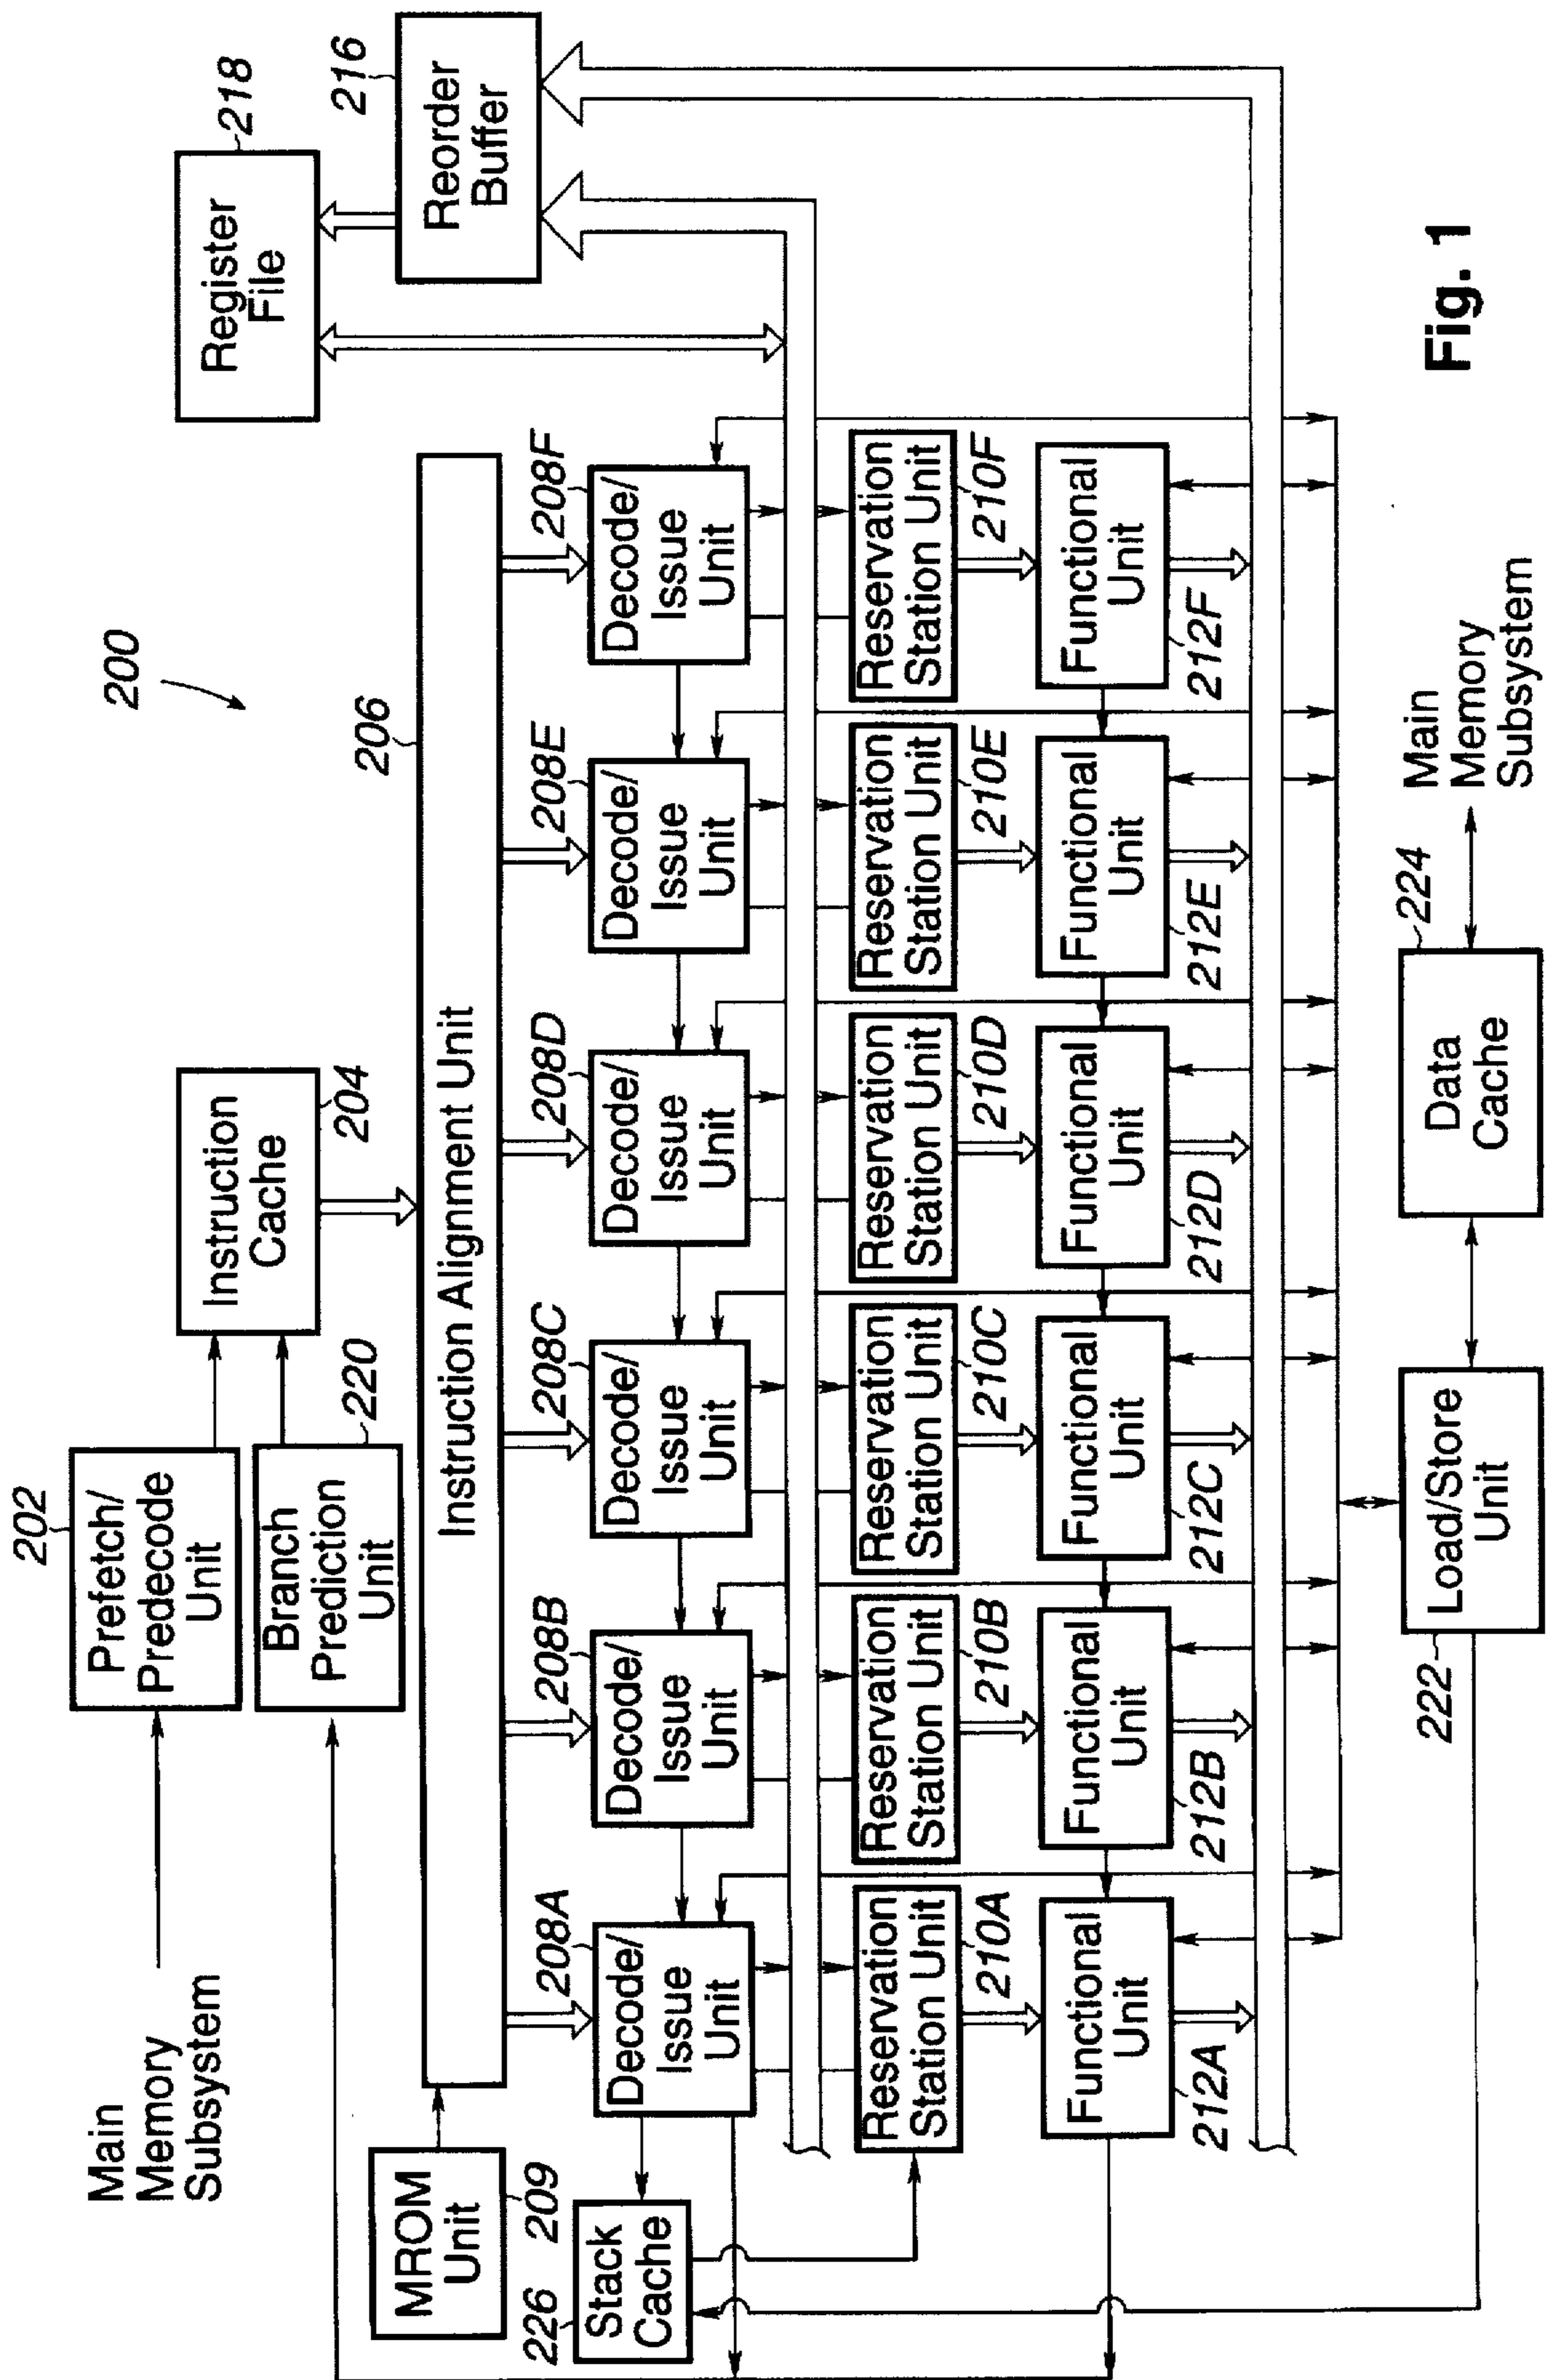 200
Main
Memory
Subsystem
202
Prefetch/
Predecode
Unit
Branch
Prediction
Unit
220
Instruction
Cache
204
Register
File
218
Reorder
Buffer
216
206
Instruction Alignment Unit
MROM
Unit
209
208A
Decode/
Issue
Unit
208B
Decode/
Issue
Unit
208C
Decode/
Issue
Unit
208D
Decode/
Issue
Unit
208E
Decode/
Issue
Unit
208F
Decode/
Issue
Unit
226
Stack
Cache
Reservation
Station Unit
210A
Reservation
Station Unit
210B
Reservation
Station Unit
210C
Reservation
Station Unit
210D
Reservation
Station Unit
210E
Reservation
Station Unit
210F
Functional
Unit
212A
Functional
Unit
212B
Functional
Unit
212C
Functional
Unit
212D
Functional
Unit
212E
Functional
Unit
212F
222
Load/Store
Unit
Data
Cache
224
Main
Memory
Subsystem
Fig. 1